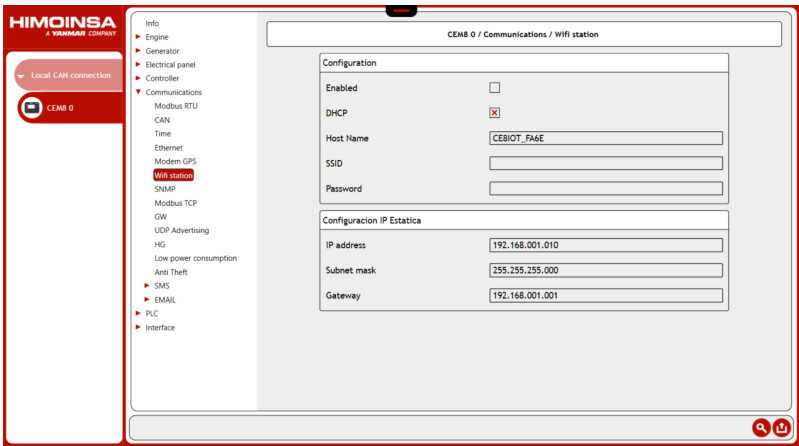 HIMOINSA
A YANMAR COMPANY
Local CAN connection
CEM8 0
Info
Engine
Generator
Electrical panel
Controller
Communications
Modbus RTU
CAN
Time
Ethernet
Modem GPS
Wifi station
SNMP
Modbus TCP
GW
UDP Advertising
HG
Low power consumption
Anti Theft
SMS
EMAIL
PLC
Interface
CEM8 0 / Communications / Wifi station
Configuration
Enabled
DHCP
Host Name CE8IOT_FA6E
SSID
Password
Configuracion IP Estatica
IP address 192.168.001.010
Subnet mask 255.255.255.000
Gateway 192.168.001.001